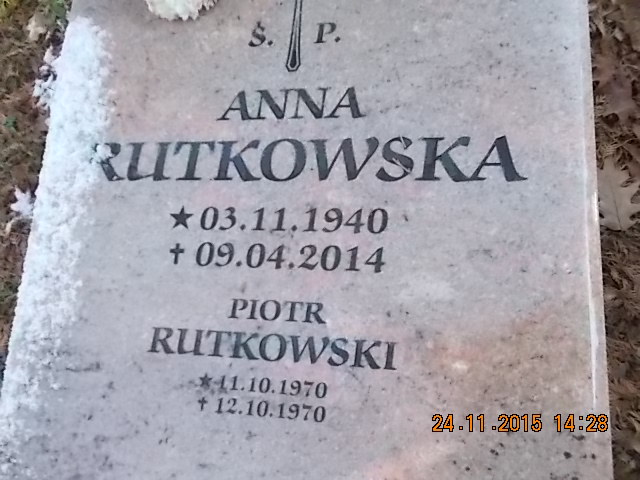 Ś. P.
ANNA
RUTKOWSKA
★ 03.11.1940
✝ 09.04.2014
PIOTR
RUTKOWSKI
★ 11.10.1970
✝ 12.10.1970
24.11.2015 14:28